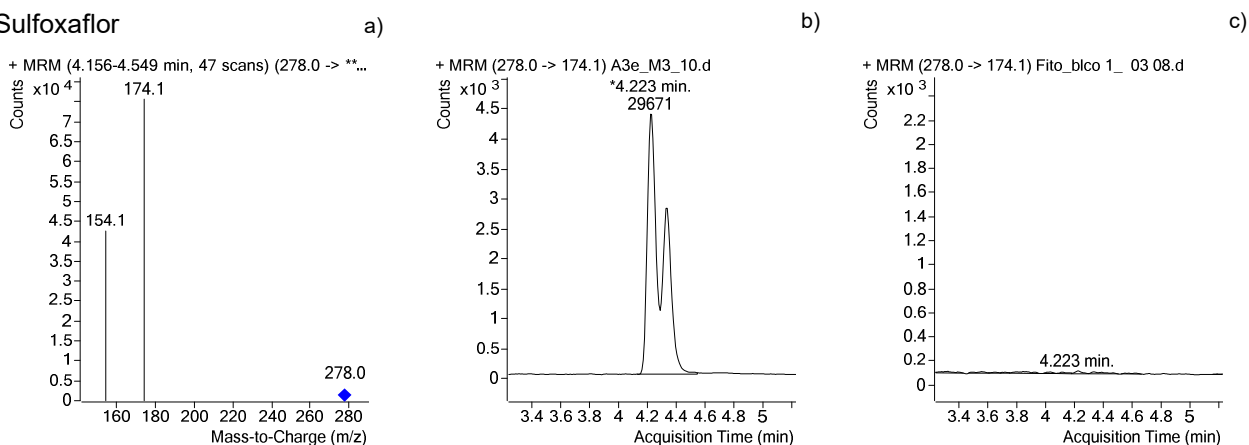 Sulfoxaflor
a)
b)
c)
+ MRM (4.156-4.549 min, 47 scans) (278.0 -> **...
x10 4
Counts
7
6.5
6
5.5
5
4.5
4
3.5
3
2.5
2
1.5
1
0.5
0
174.1
154.1
278.0
160 180 200 220 240 260 280
Mass-to-Charge (m/z)
+ MRM (278.0 -> 174.1) A3e_M3_10.d
x10 3
Counts
*4.223 min.
29671
4.5
4
3.5
3
2.5
2
1.5
1
0.5
0
3.4 3.6 3.8 4 4.2 4.4 4.6 4.8 5
Acquisition Time (min)
+ MRM (278.0 -> 174.1) Fito_blco 1_ 03 08.d
x10 3
Counts
2.2
2
1.8
1.6
1.4
1.2
1
0.8
0.6
0.4
0.2
0
4.223 min.
3.4 3.6 3.8 4 4.2 4.4 4.6 4.8 5
Acquisition Time (min)